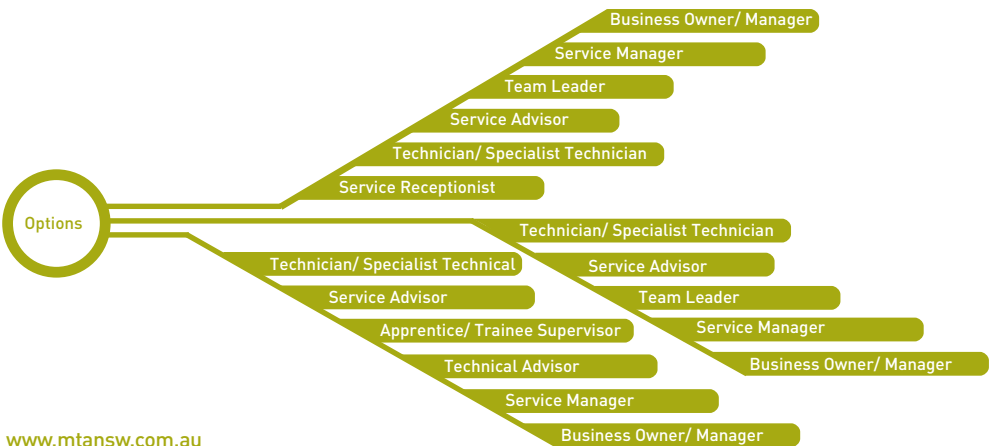 Business Owner/ Manager
Service Manager
Team Leader
Service Advisor
Technician/ Specialist Technician
Service Receptionist
Options
Technician/ Specialist Technician
Service Advisor
Team Leader
Service Manager
Business Owner/ Manager
Technician/ Specialist Technical
Service Advisor
Apprentice/ Trainee Supervisor
Technical Advisor
Service Manager
Business Owner/ Manager
www.mtansw.com.au